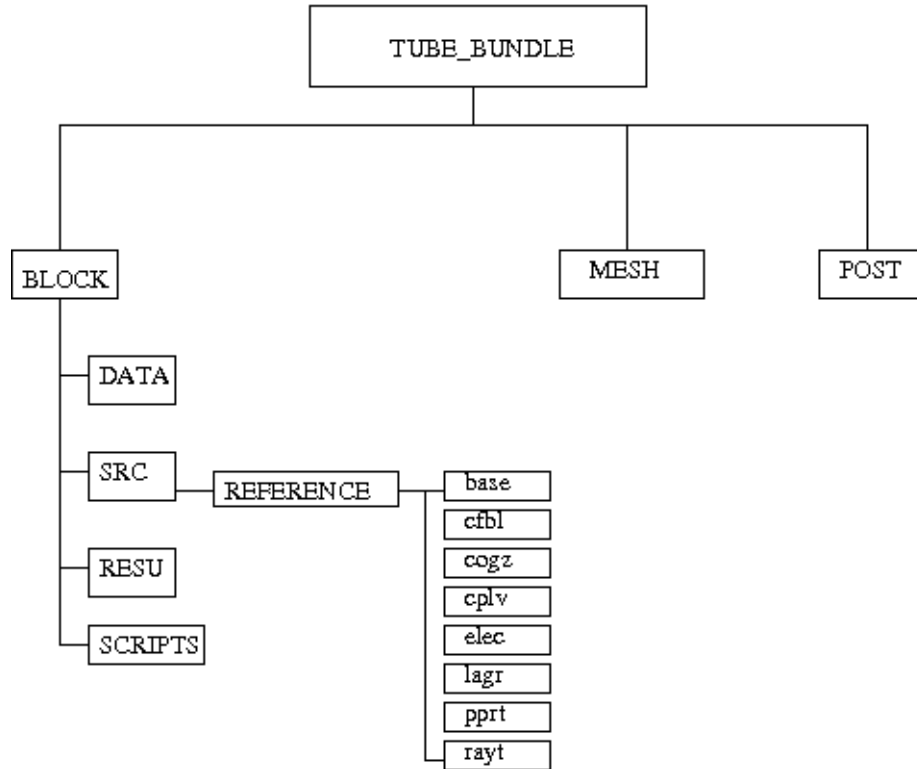 TUBE_BUNDLE
BLOCK
MESH
POST
DATA
SRC
REFERENCE
base
cfbl
cogz
cplv
elec
lagr
pprt
rayt
RESU
SCRIPTS